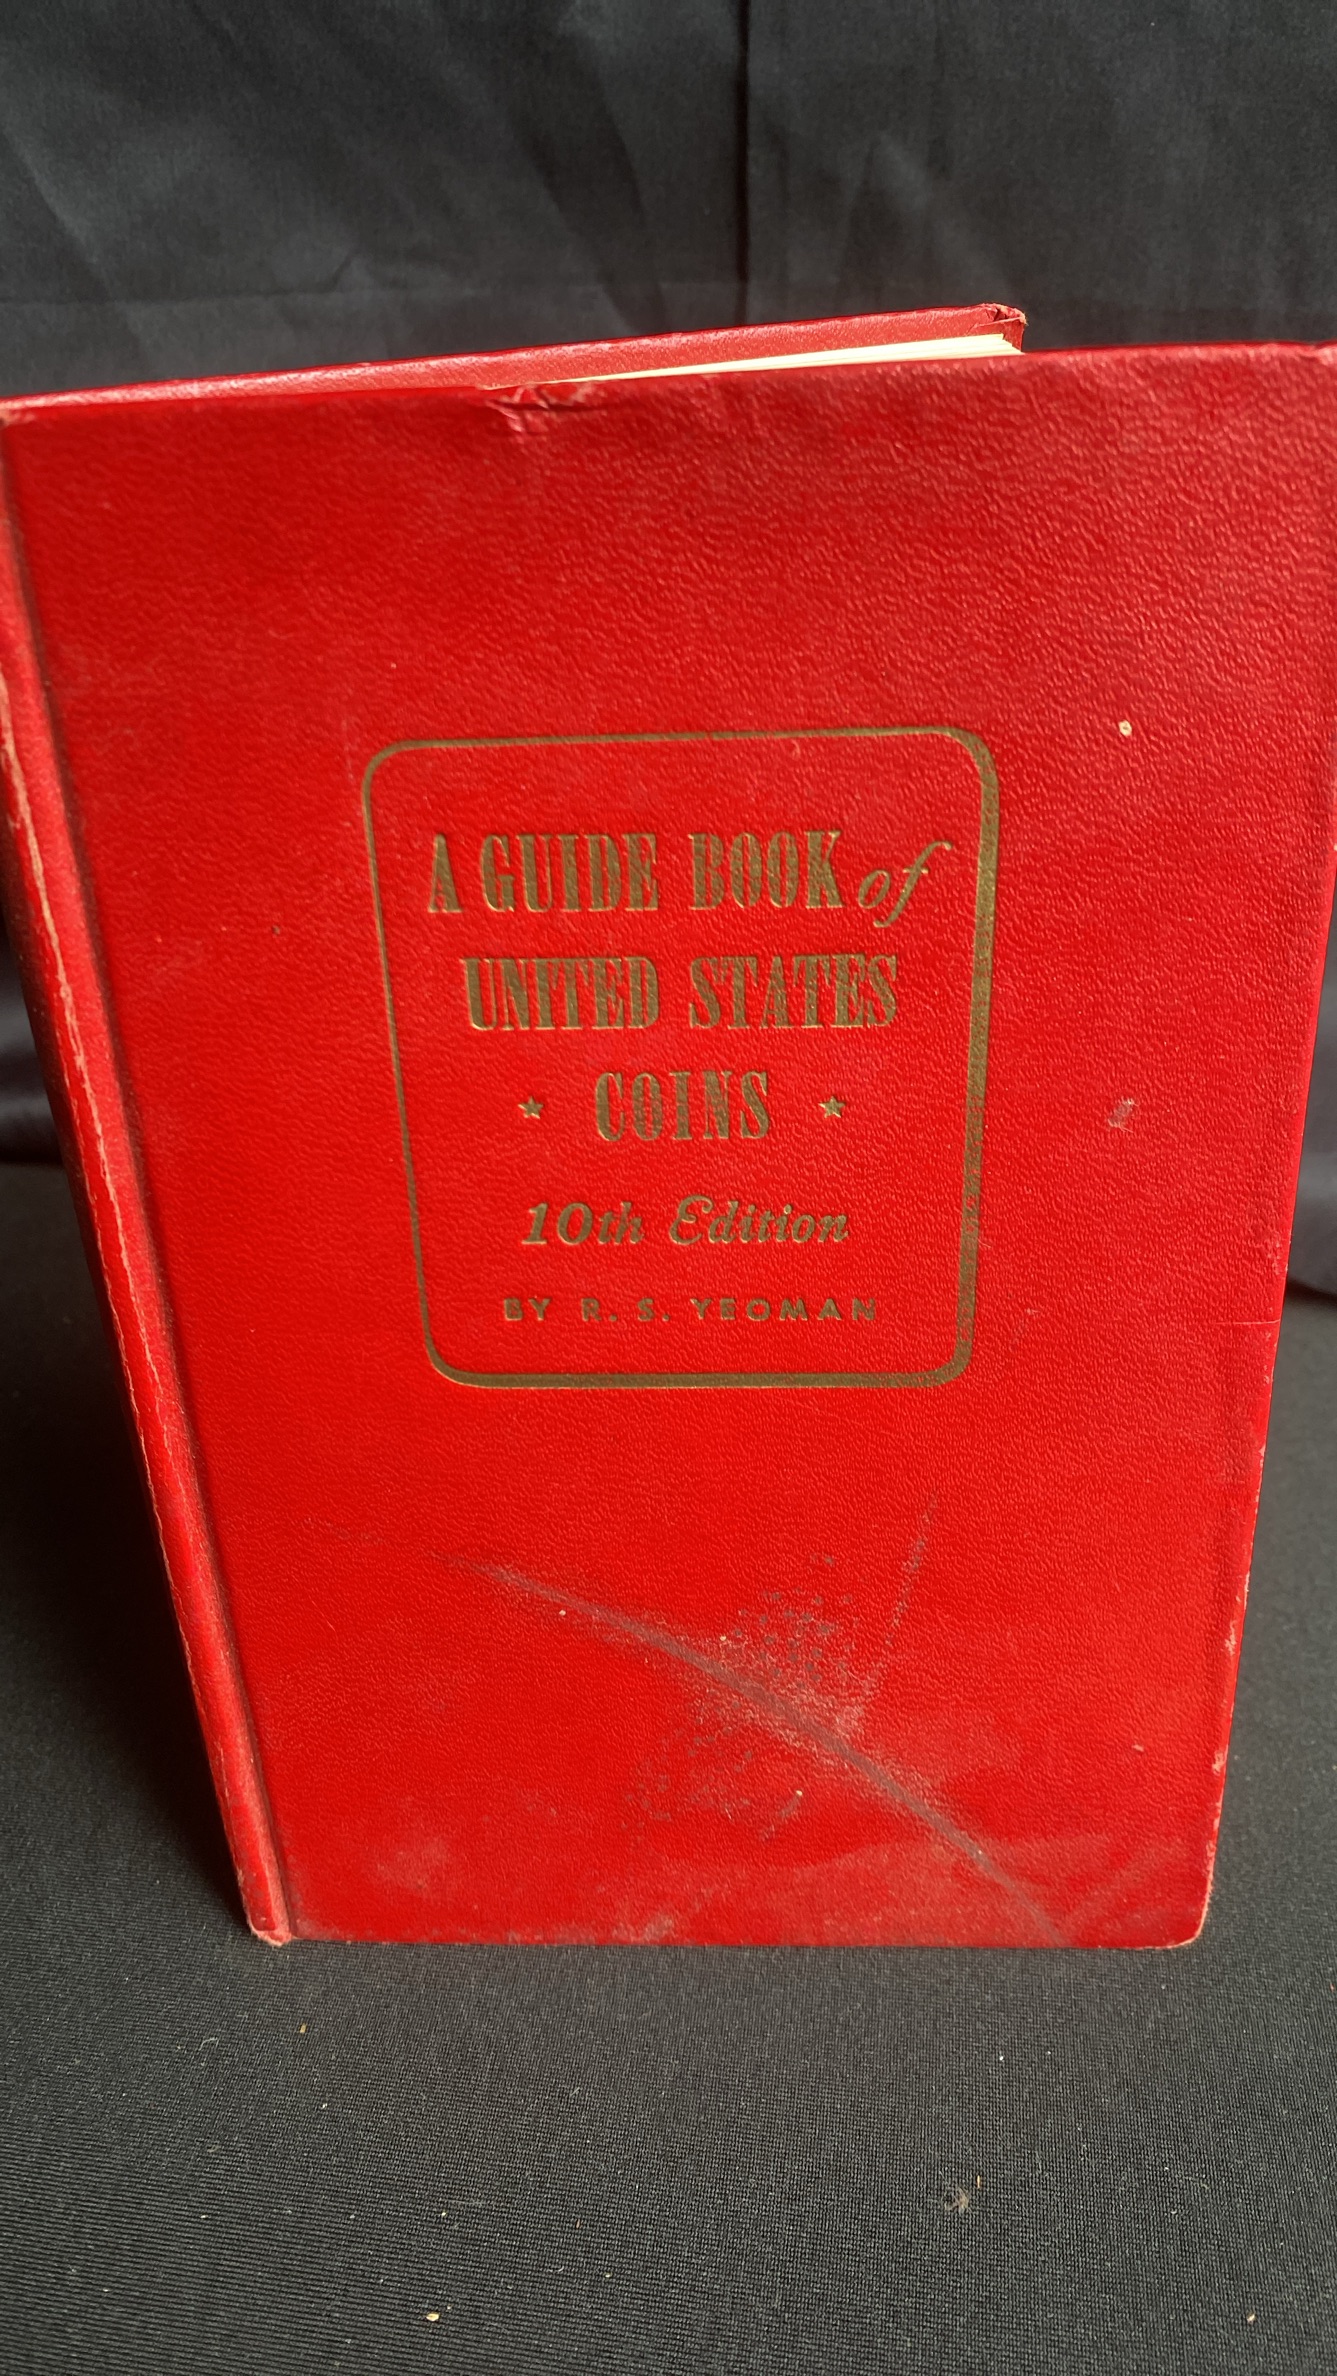 A GUIDE BOOK of
UNITED STATES
★ COINS ★
10th Edition
BY R. S. YEOMAN